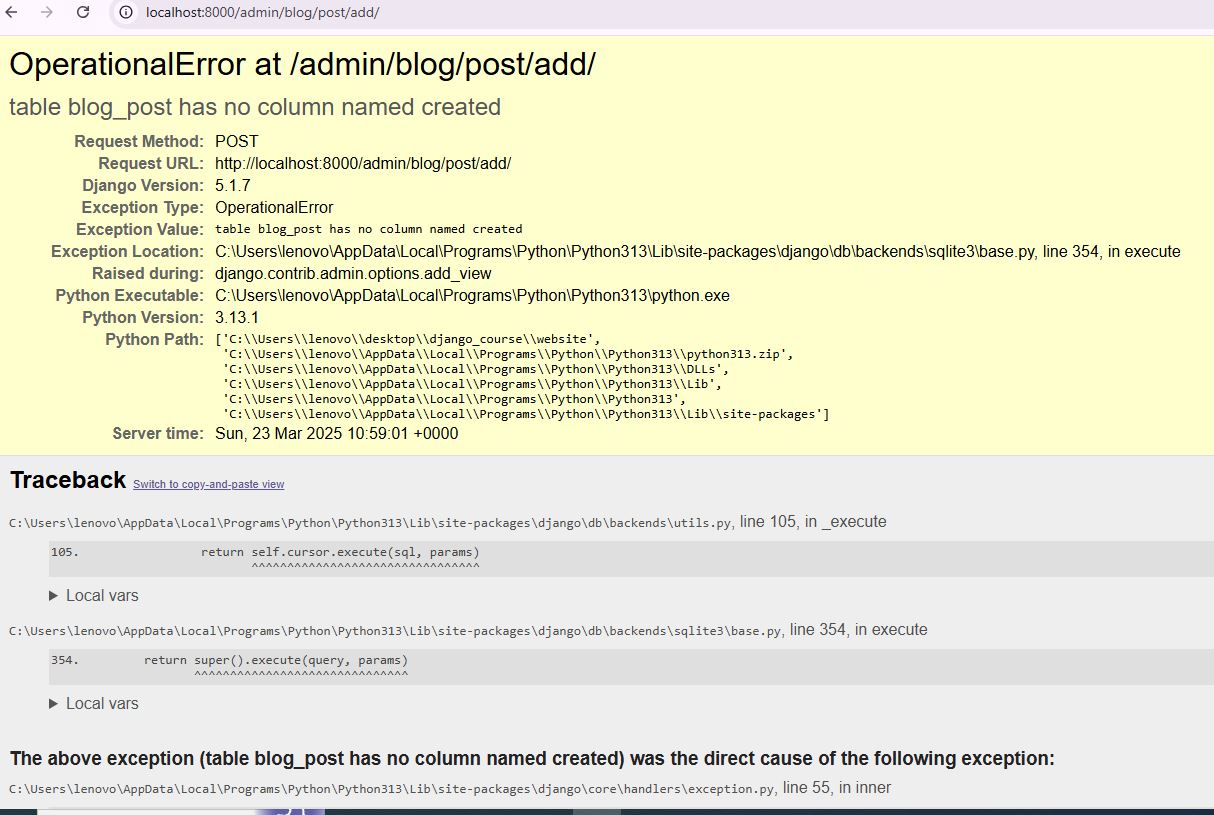 localhost:8000/admin/blog/post/add/
OperationalError at /admin/blog/post/add/
table blog_post has no column named created
Request Method: POST
Request URL: http://localhost:8000/admin/blog/post/add/
Django Version: 5.1.7
Exception Type: OperationalError
Exception Value: table blog_post has no column named created
Exception Location: C:\Users\lenovo\AppData\Local\Programs\Python\Python313\Lib\site-packages\django\db\backends\sqlite3\base.py, line 354, in execute
Raised during: django.contrib.admin.options.add_view
Python Executable: C:\Users\lenovo\AppData\Local\Programs\Python\Python313\python.exe
Python Version: 3.13.1
Python Path: ['C:\\Users\\lenovo\\desktop\\django_course\\website',
'C:\\Users\\lenovo\\AppData\\Local\\Programs\\Python\\Python313\\python313.zip',
'C:\\Users\\lenovo\\AppData\\Local\\Programs\\Python\\Python313\\DLLs',
'C:\\Users\\lenovo\\AppData\\Local\\Programs\\Python\\Python313\\Lib',
'C:\\Users\\lenovo\\AppData\\Local\\Programs\\Python\\Python313',
'C:\\Users\\lenovo\\AppData\\Local\\Programs\\Python\\Python313\\Lib\\site-packages']
Server time: Sun, 23 Mar 2025 10:59:01 +0000
Traceback Switch to copy-and-paste view
C:\Users\lenovo\AppData\Local\Programs\Python\Python313\Lib\site-packages\django\db\backends\utils.py, line 105, in _execute
105. return self.cursor.execute(sql, params)
^^^^^^^^^^^^^^^^^^^^^^^^^^^^^^^^
▶ Local vars
C:\Users\lenovo\AppData\Local\Programs\Python\Python313\Lib\site-packages\django\db\backends\sqlite3\base.py, line 354, in execute
354. return super().execute(query, params)
^^^^^^^^^^^^^^^^^^^^^^^^^^^^^^
▶ Local vars
The above exception (table blog_post has no column named created) was the direct cause of the following exception:
C:\Users\lenovo\AppData\Local\Programs\Python\Python313\Lib\site-packages\django\core\handlers\exception.py, line 55, in inner